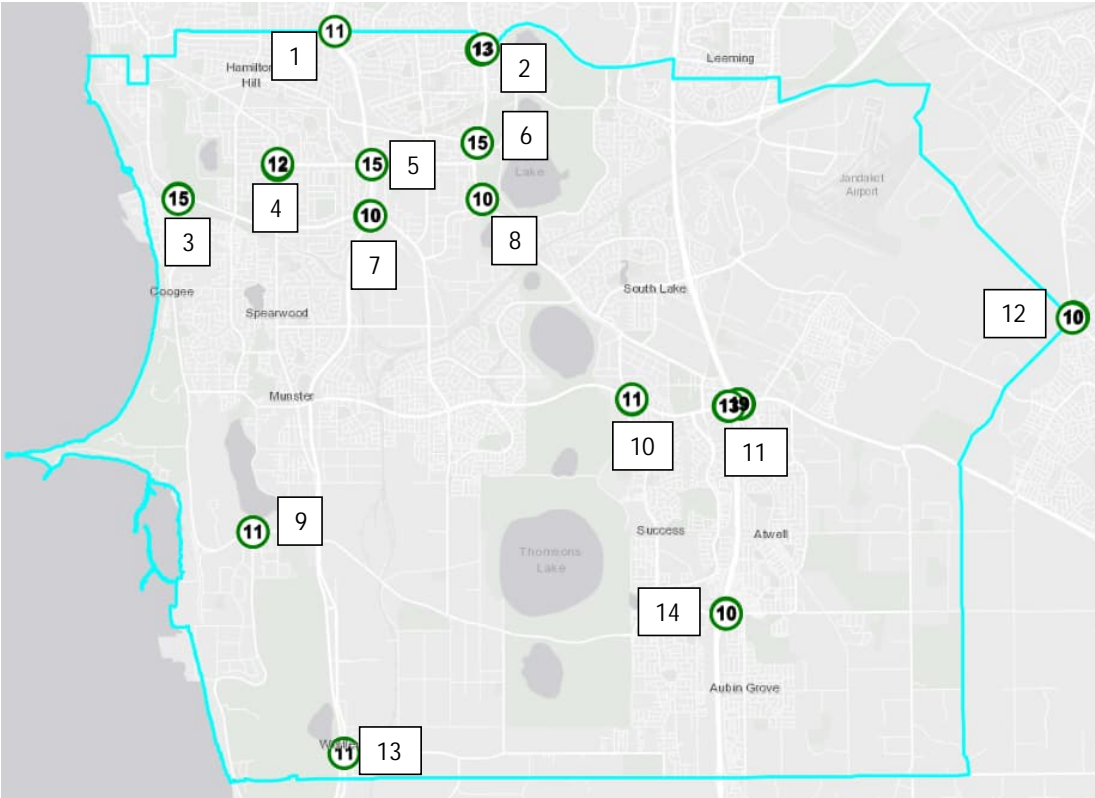 11
1
13
2
Leeming
Hamilton
Hill
15
6
12
15
5
Lake
Jandakot
Airport
15
4
10
10
3
7
8
Coogee
South Lake
Spearwood
12
10
Munster
11
13
10
11
9
11
Success
Atwell
Thomsons
Lake
14
10
Aubin Grove
11
13